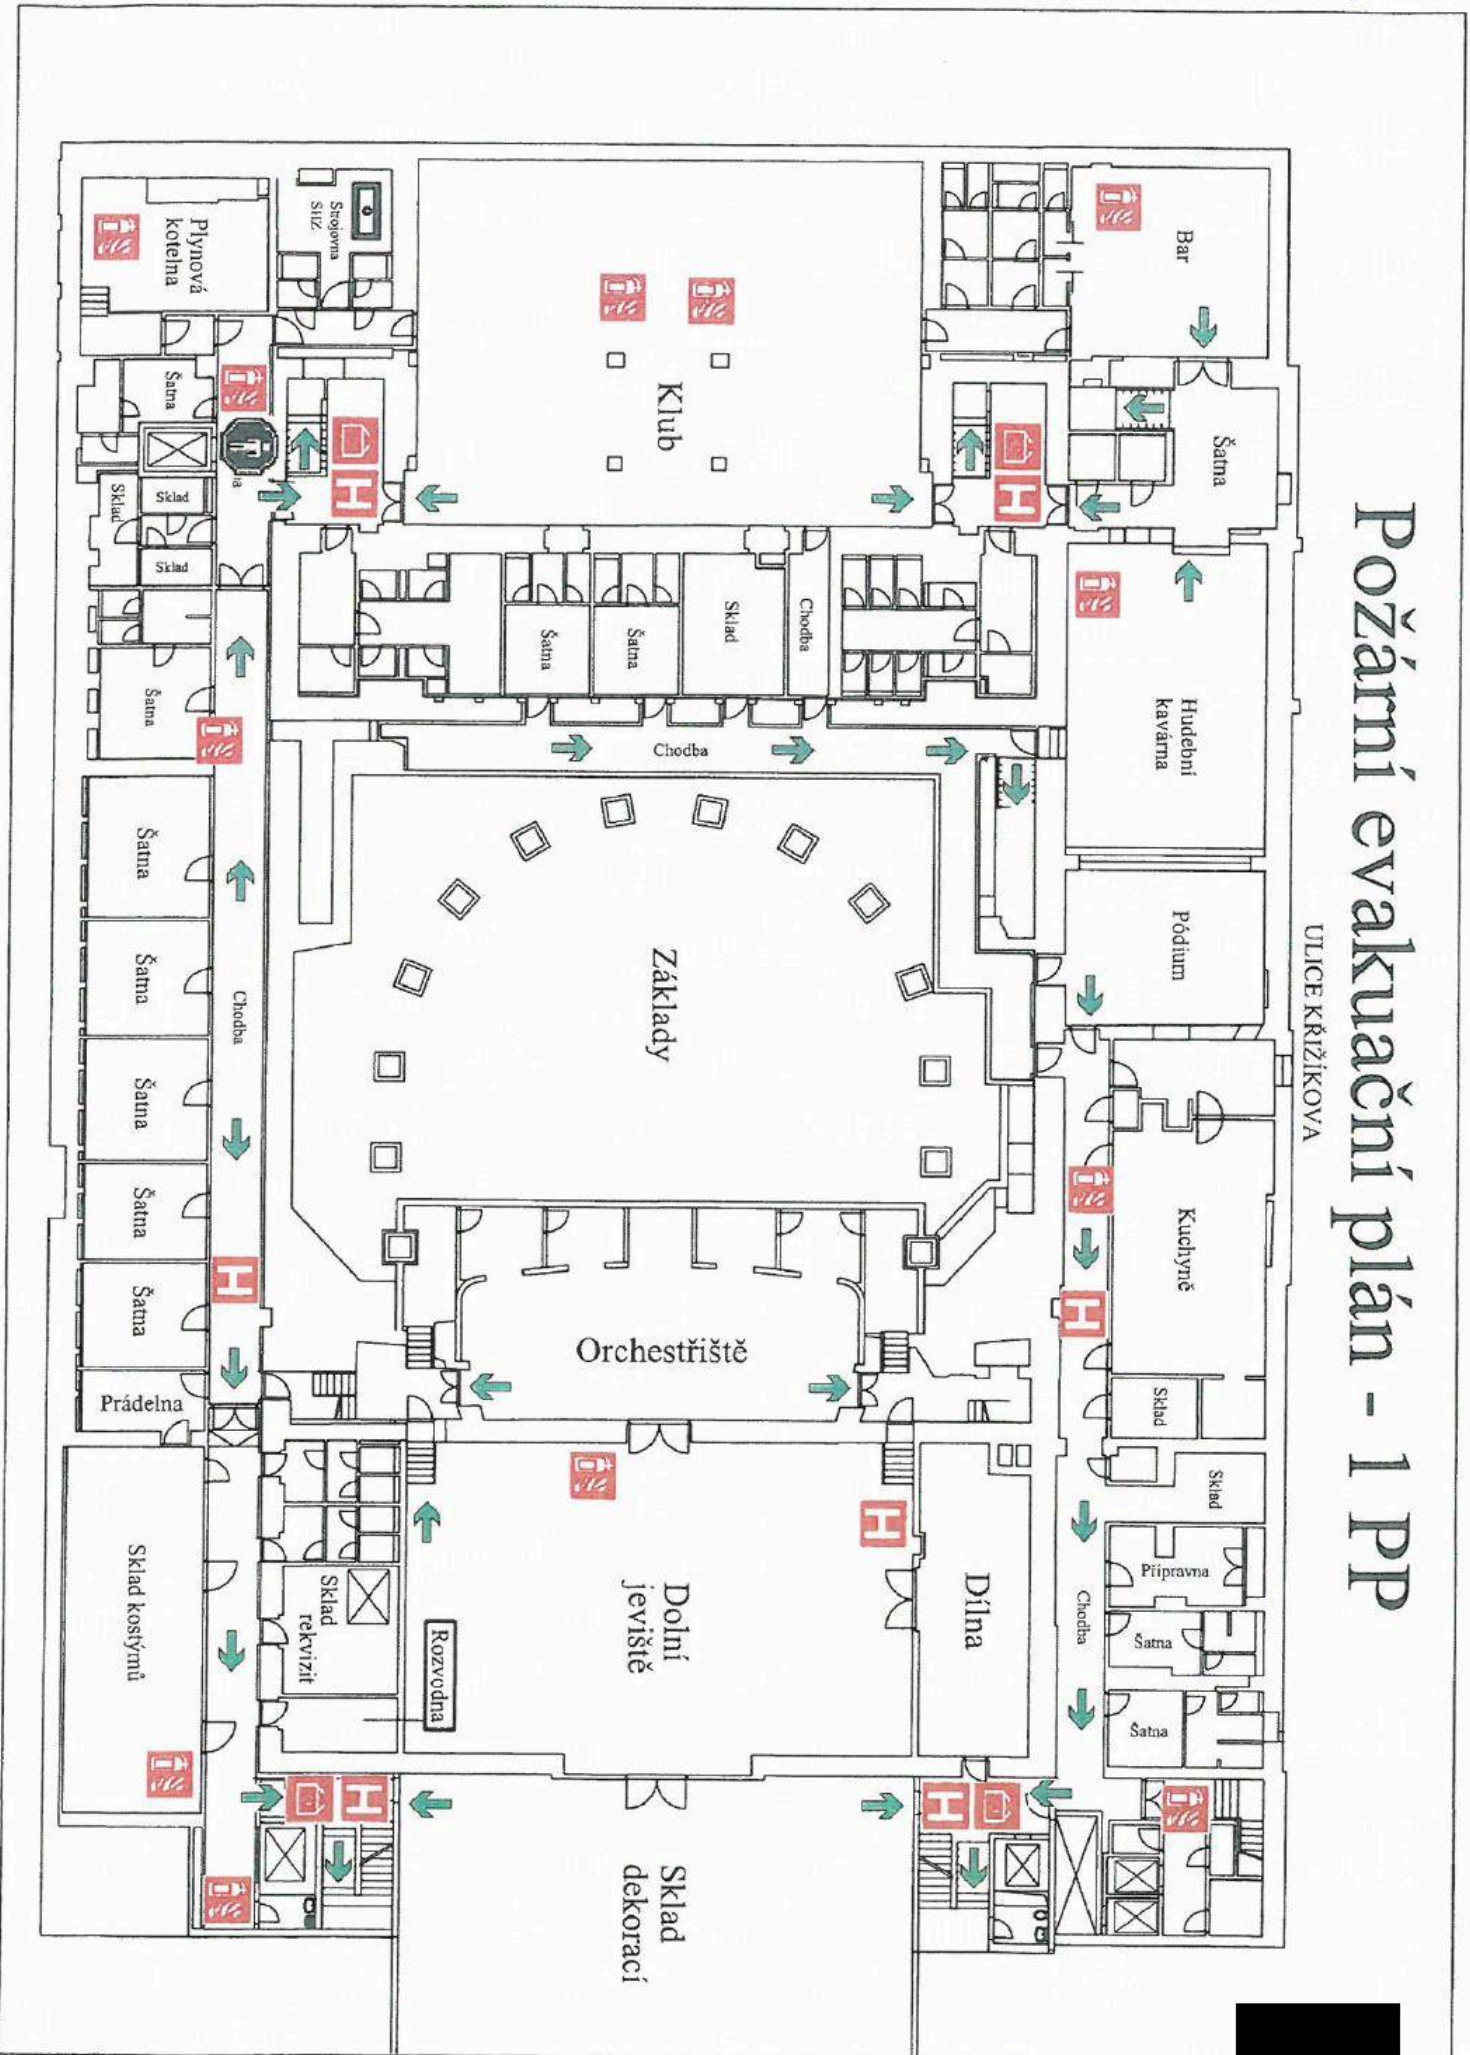 Požární evakuační plán - 1 PP
ULICE KŘIŽÍKOVA
Bar
Šatna
Hudební
kavárna
Pódium
Kuchyně
Sklad
Sklad
Přípravna
Šatna
Šatna
Chodba
H
H
H
Klub
Chodba
Sklad
Šatna
Šatna
Chodba
Základy
Orchestřiště
Dolní
jeviště
H
Dílna
Sklad
dekorací
Strojovna
SHZ
Plynová
kotelna
H
Šatna
Sklad
Sklad
Sklad
Šatna
Šatna
Šatna
Chodba
Šatna
Šatna
Šatna
H
Prádelna
Sklad
rekvizit
Rozvodna
Sklad kostýmů
H